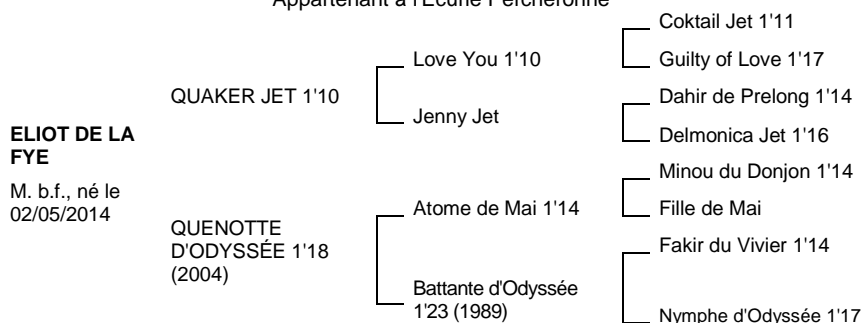 Appartenant à l'Ecurie Percheronne
ELIOT DE LA
FYE
M. b.f., né le
02/05/2014
QUAKER JET 1'10
QUENOTTE
D'ODYSSÉE 1'18
(2004)
Love You 1'10
Jenny Jet
Atome de Mai 1'14
Battante d'Odyssée
1'23 (1989)
Coktail Jet 1'11
Guilty of Love 1'17
Dahir de Prelong 1'14
Delmonica Jet 1'16
Minou du Donjon 1'14
Fille de Mai
Fakir du Vivier 1'14
Nymphe d'Odyssée 1'17